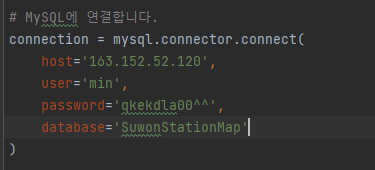 # MySQL에 연결합니다.
connection = mysql.connector.connect(
    host='163.152.52.120',
    user='min',
    password='qkekdla00^^',
    database='SuwonStationMap'
)